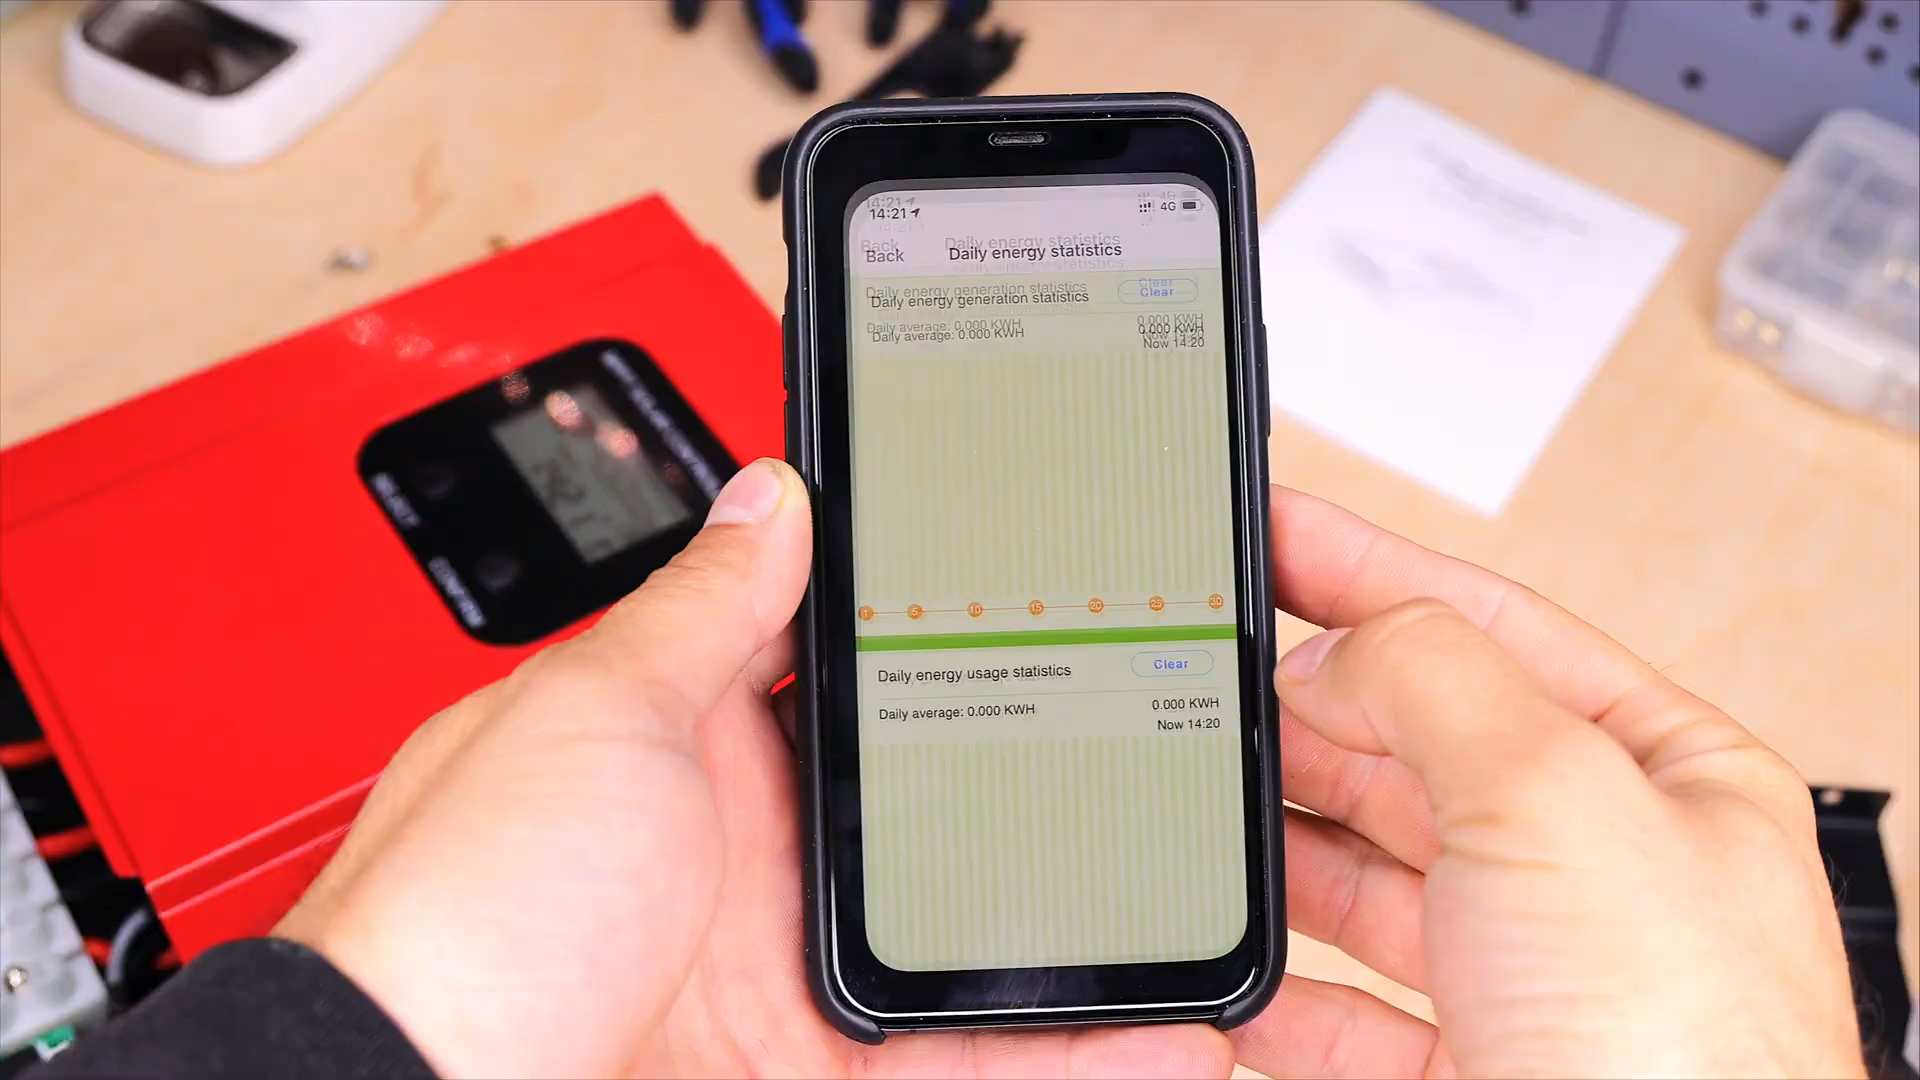 14:21 4G
Back Daily energy statistics
Daily energy generation statistics Clear
Daily average: 0.000 KWH 0.000 KWH
Now 14:20
1 5 10 15 20 25 30
Daily energy usage statistics Clear
Daily average: 0.000 KWH 0.000 KWH
Now 14:20
SELECT
CONFIRM